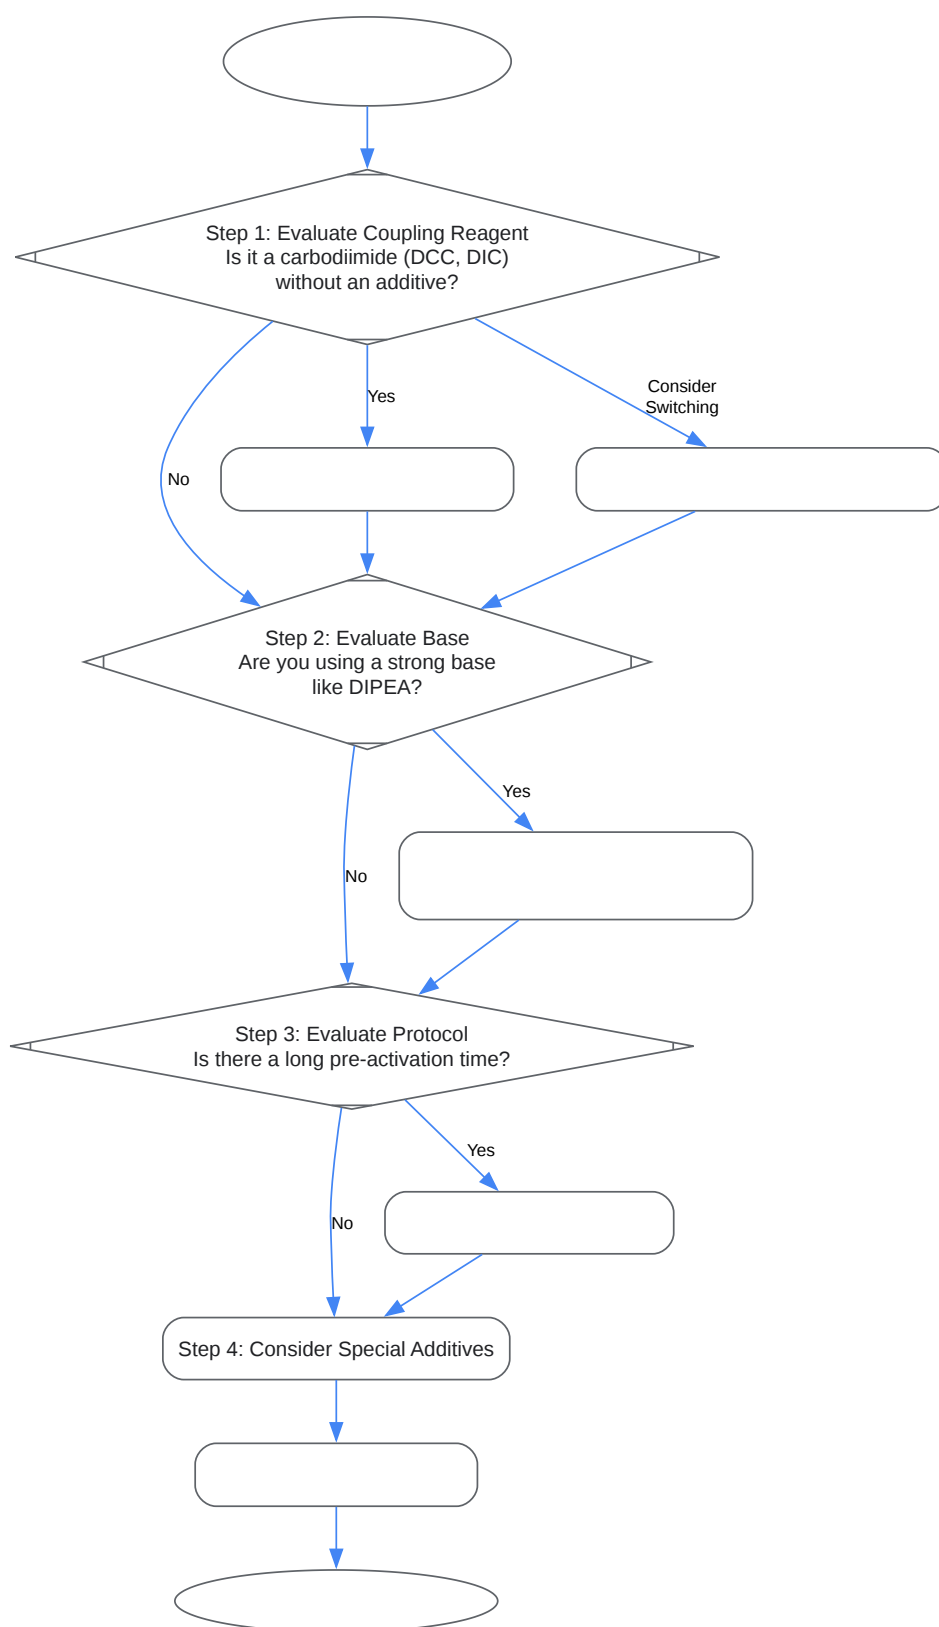 Step 1: Evaluate Coupling Reagent
Is it a carbodiimide (DCC, DIC)
without an additive?
Consider
Switching
Yes
No
Step 2: Evaluate Base
Are you using a strong base
like DIPEA?
Yes
No
Step 3: Evaluate Protocol
Is there a long pre-activation time?
Yes
No
Step 4: Consider Special Additives